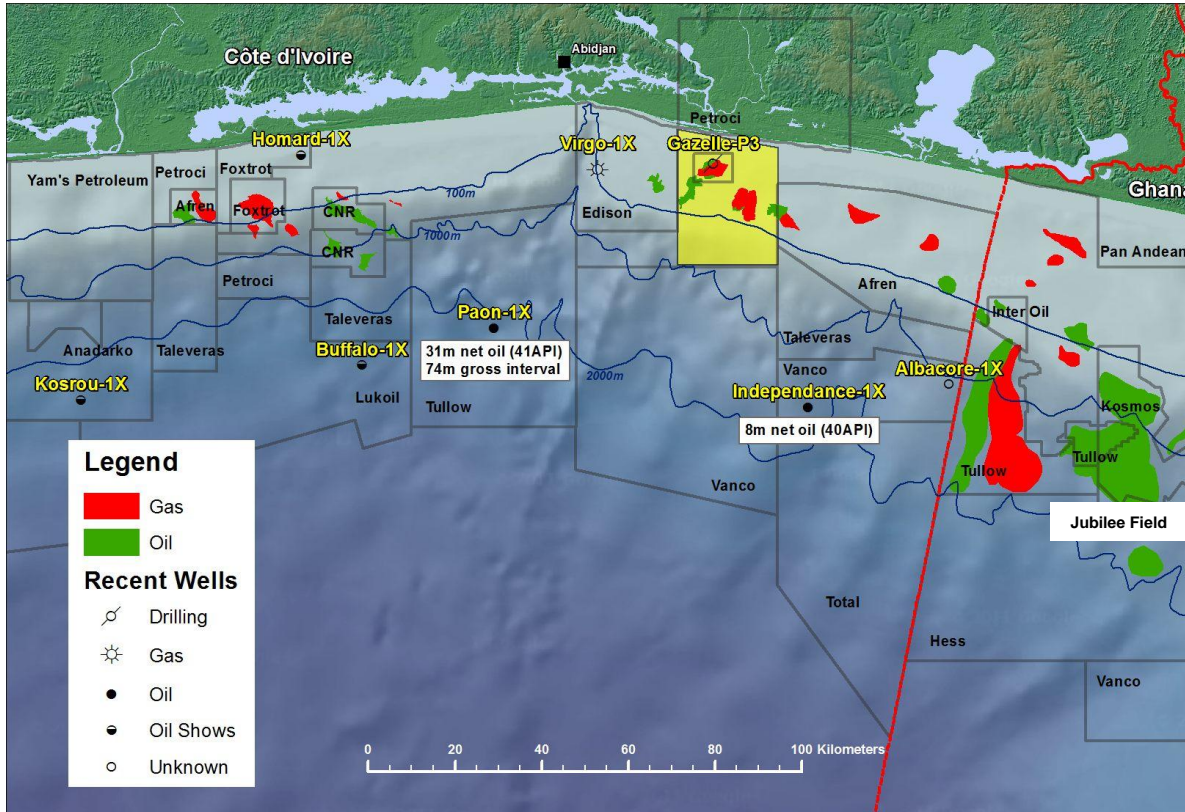 Côte d'Ivoire
Abidjan
Petroci
Homard-1X
Virgo-1X
Gazelle-P3
Yam's Petroleum
Petroci
Foxtrot
Afren
Foxtrot
CNR
100m
Edison
Ghana
CNR
1000m
Pan Andean
Petroci
Afren
Paon-1X
Inter Oil
Taleveras
Anadarko
Taleveras
Buffalo-1X
31m net oil (41API)
74m gross interval
2000m
Taleveras
Vanco
Albacore-1X
Kosrou-1X
Lukoil
Tullow
Independance-1X
8m net oil (40API)
Kosmos
Tullow
Tullow
Vanco
Jubilee Field
Legend
Gas
Oil
Recent Wells
Drilling
Gas
Oil
Oil Shows
Unknown
Total
Hess
Vanco
0 20 40 60 80 100 Kilometers